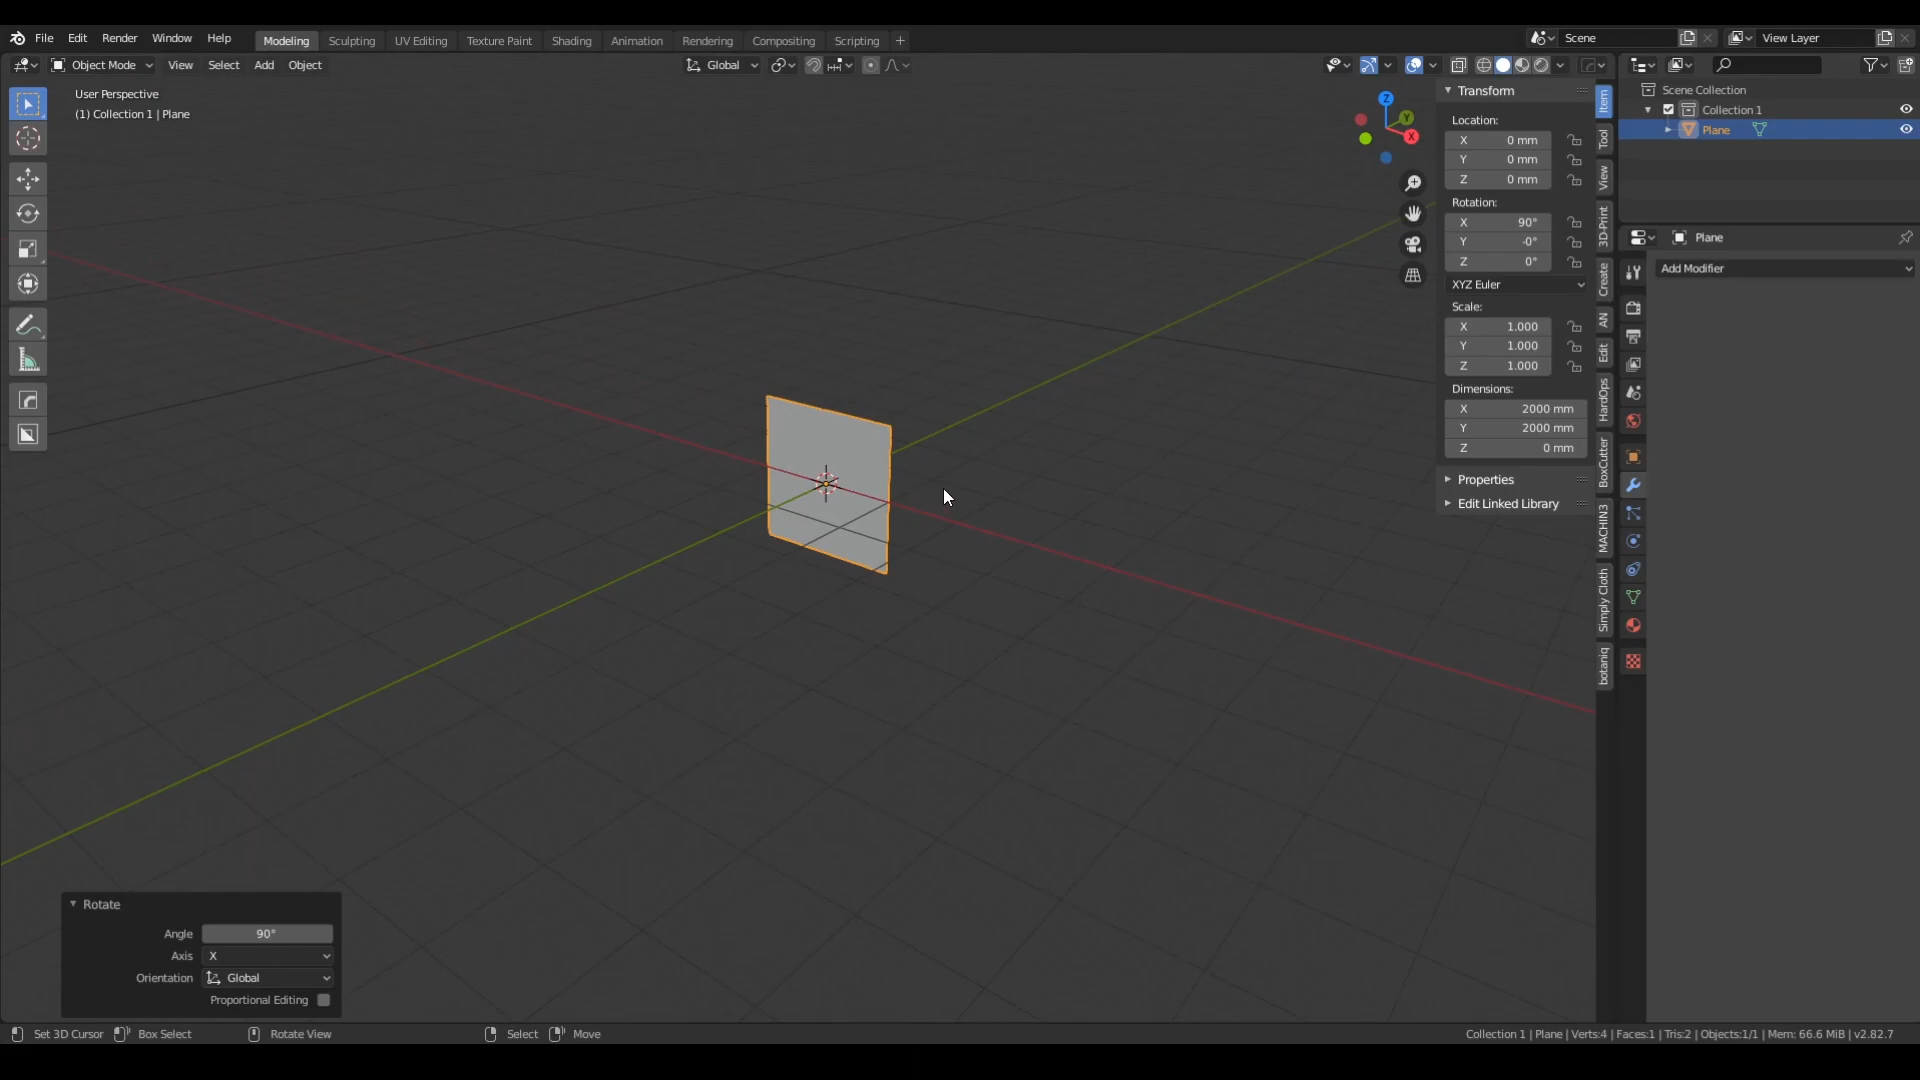 File Edit Render Window Help
Modeling Sculpting UV Editing Texture Paint Shading Animation Rendering Compositing Scripting +
Scene
View Layer
Object Mode View Select Add Object
Global
User Perspective
(1) Collection 1 | Plane
Z
Y
X
Transform
Location:
X 0 mm
Y 0 mm
Z 0 mm
Rotation:
X 90°
Y -0°
Z 0°
XYZ Euler
Scale:
X 1.000
Y 1.000
Z 1.000
Dimensions:
X 2000 mm
Y 2000 mm
Z 0 mm
Properties
Edit Linked Library
Item
Tool
View
3D-Print
Create
AN
Edit
HardOps
BoxCutter
MACHIN3
Simply Cloth
botaniq
Scene Collection
Collection 1
Plane
Plane
Add Modifier
Rotate
Angle 90°
Axis X
Orientation Global
Proportional Editing
Set 3D Cursor Box Select Rotate View Select Move
Collection 1 | Plane | Verts:4 | Faces:1 | Tris:2 | Objects:1/1 | Mem: 66.6 MiB | v2.82.7